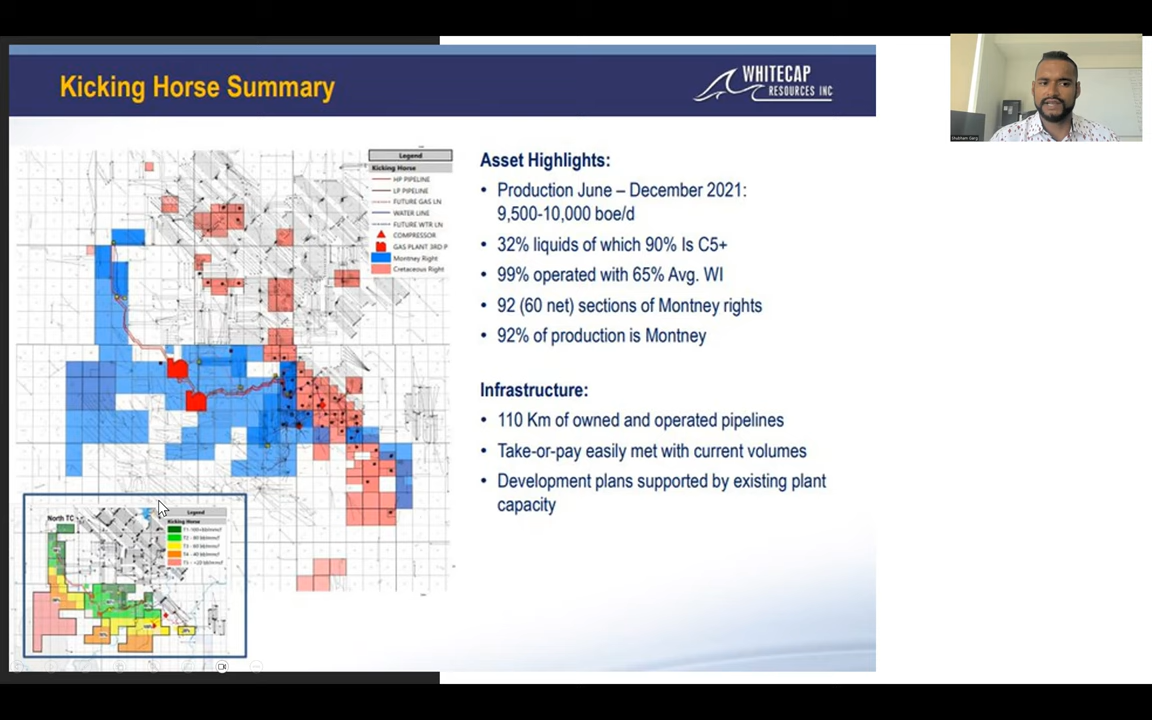 Kicking Horse Summary
WHITECAP
RESOURCES INC
Legend
Kicking Horse
HP PIPELINE
LP PIPELINE
FUTURE GAS LN
WATER LINE
FUTURE WTR LN
COMPRESSOR
GAS PLANT 3RD P
Montney Right
Cretaceous Right
North TC
Legend
Kicking Horse
Asset Highlights:
• Production June – December 2021:
9,500-10,000 boe/d
• 32% liquids of which 90% Is C5+
• 99% operated with 65% Avg. WI
• 92 (60 net) sections of Montney rights
• 92% of production is Montney
Infrastructure:
• 110 Km of owned and operated pipelines
• Take-or-pay easily met with current volumes
• Development plans supported by existing plant
capacity
Shubham Garg